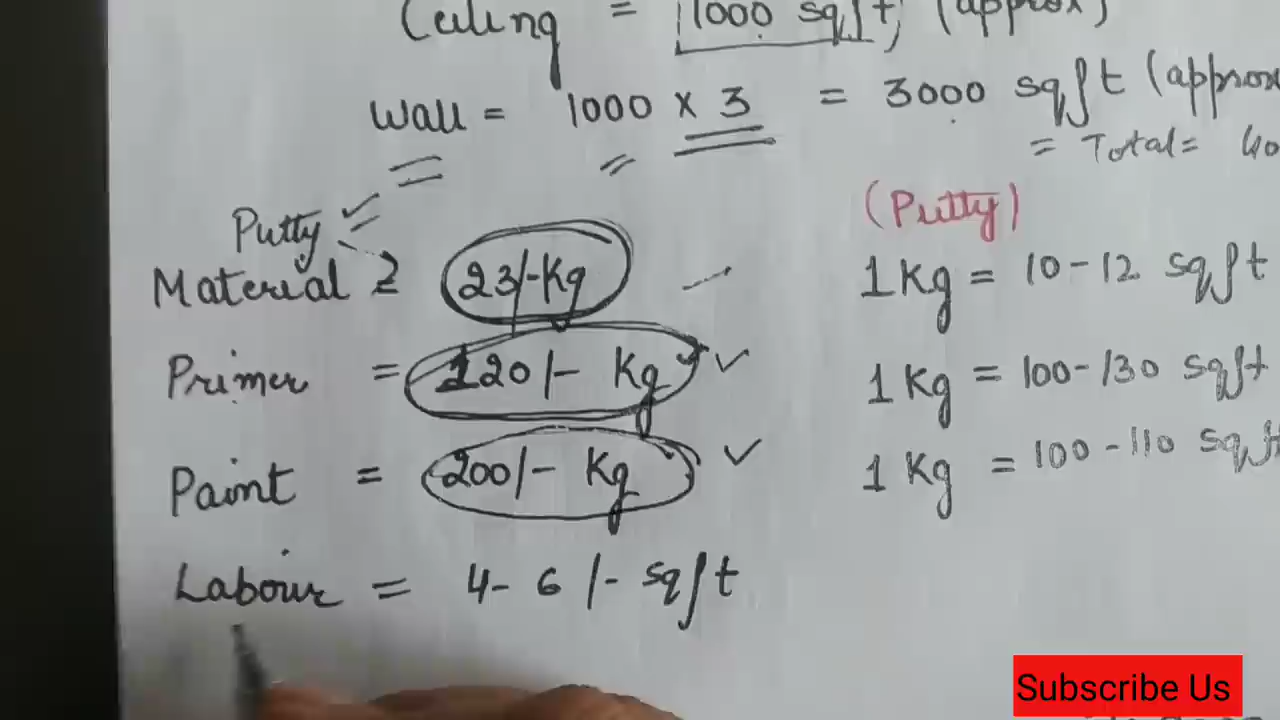 Ceiling = 1000 sqft (approx)
Wall = 1000 x 3 = 3000 sqft (approx
= Total =
Putty
(Putty)
Material = 23/- Kg
1 Kg = 10-12 sqft
Primer = 120/- Kg
1 Kg = 100-130 sqft
Paint = 200/- Kg
1 Kg = 100-110 sqft
Labour = 4-6/- sqft
Subscribe Us